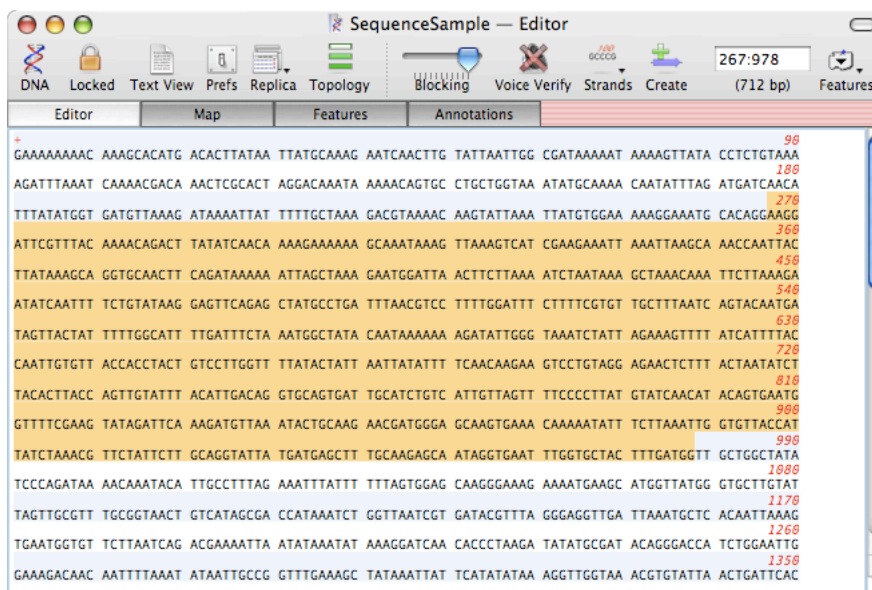 SequenceSample — Editor
267:978
DNA Locked Text View Prefs Replica Topology Blocking Voice Verify Strands Create (712 bp) Features
Editor Map Features Annotations
+ 90
GAAAAAAAAC AAAGCACATG ACACTTATAA TTATGCAAAG AATCAACTTG TATTAATTGG CGATAAAAAT AAAAGTTATA CCTCTGTAAA
180
AGATTTAAAT CAAAACGACA AACTCGCACT AGGACAAATA AAAACAGTGC CTGCTGGTAA ATATGCAAAA CAATATTTAG ATGATCAACA
270
TTTATATGGT GATGTTAAAG ATAAAATTAT TTTTGCTAAA GACGTAAAAC AAGTATTAAA TTATGTGGAA AAAGGAAATG CACAGGAAGG
360
ATTCGTTTAC AAAACAGACT TATATCAACA AAAGAAAAAA GCAAATAAAG TTAAAGTCAT CGAAGAAATT AAATTAAGCA AACCAATTAC
450
TTATAAAGCA GGTGCAACTT CAGATAAAAA ATTAGCTAAA GAATGGATTA ACTTCTTAAA ATCTAATAAA GCTAAACAAA TTCTTAAAGA
540
ATATCAATTT TCTGTATAAG GAGTTCAGAG CTATGCCTGA TTTAACGTCC TTTTGGATTT CTTTTCGTGT TGCTTTAATC AGTACAATGA
630
TAGTTACTAT TTTTGGCATT TTGATTTCTA AATGGCTATA CAATAAAAAA AGATATTGGG TAAATCTATT AGAAAGTTTT ATCATTTTAC
720
CAATTGTGTT ACCACCTACT GTCCTTGGTT TTATACTATT AATTATATTT TCAACAAGAA GTCCTGTAGG AGAACTCTTT ACTAATATCT
810
TACACTTACC AGTTGTATTT ACATTGACAG GTGCAGTGAT TGCATCTGTC ATTGTTAGTT TTCCCCTTAT GTATCAACAT ACAGTGAATG
900
GTTTTCGAAG TATAGATTCA AAGATGTTAA ATACTGCAAG AACGATGGGA GCAAGTGAAA CAAAAATATT TCTTAAATTG GTGTTACCAT
990
TATCTAAACG TTCTATTCTT GCAGGTATTA TGATGAGCTT TGCAAGAGCA ATAGGTGAAT TTGGTGCTAC TTTGATGGTT GCTGGCTATA
1080
TCCCAGATAA AACAAATACA TTGCCTTTAG AAATTTATTT TTTAGTGGAG CAAGGGAAAG AAAATGAAGC ATGGTTATGG GTGCTTGTAT
1170
TAGTTGCGTT TGCGGTAACT GTCATAGCGA CCATAAATCT GGTTAATCGT GATACGTTTA GGGAGGTTGA TTAAATGCTC ACAATTAAAG
1260
TGAATGGTGT TCTTAATCAG ACGAAAATTA ATATAAATAT AAAGGATCAA CACCCTAAGA TATATGCGAT ACAGGGACCA TCTGGAATTG
1350
GAAAGACAAC AATTTTAAAT ATAATTGCCG GTTTGAAAGC TATAAATTAT TCATATATAA AGGTTGGTAA ACGTGTATTA ACTGATTCAC